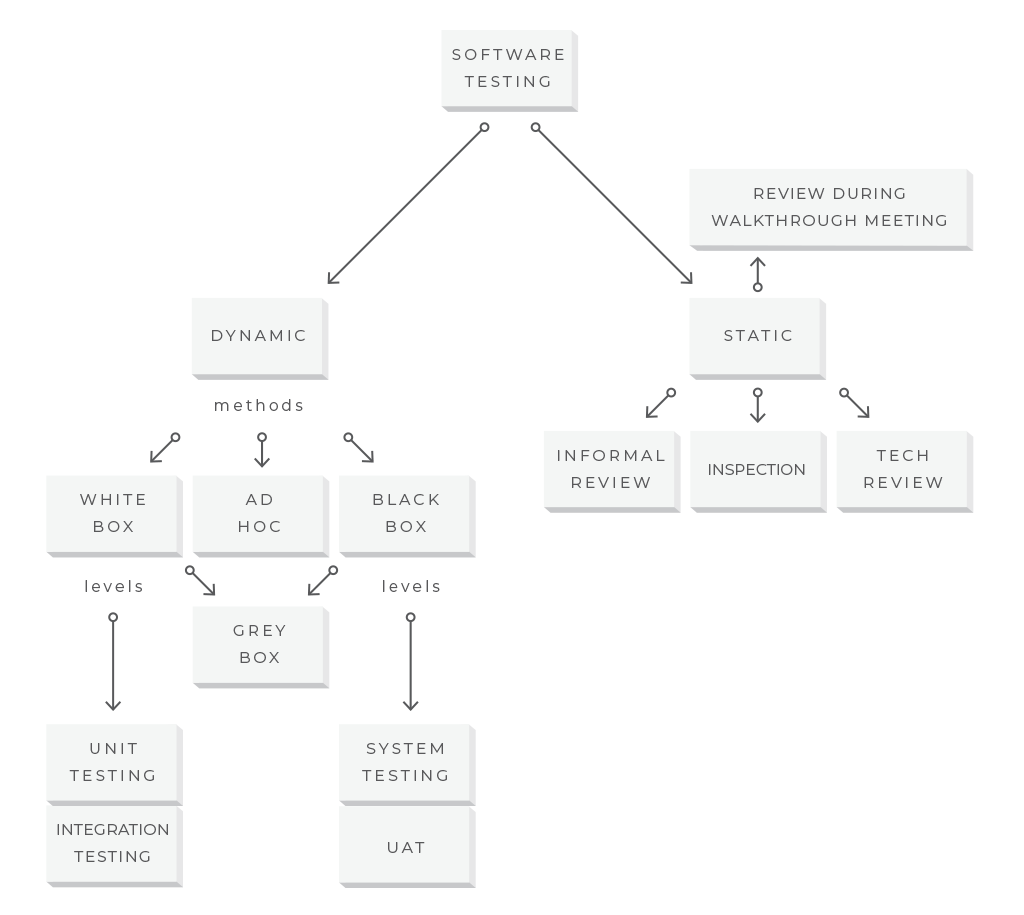 SOFTWARE
TESTING
REVIEW DURING
WALKTHROUGH MEETING
DYNAMIC
STATIC
methods
INFORMAL
REVIEW
INSPECTION
TECH
REVIEW
WHITE
BOX
AD
HOC
BLACK
BOX
levels
levels
GREY
BOX
UNIT
TESTING
SYSTEM
TESTING
INTEGRATION
TESTING
UAT